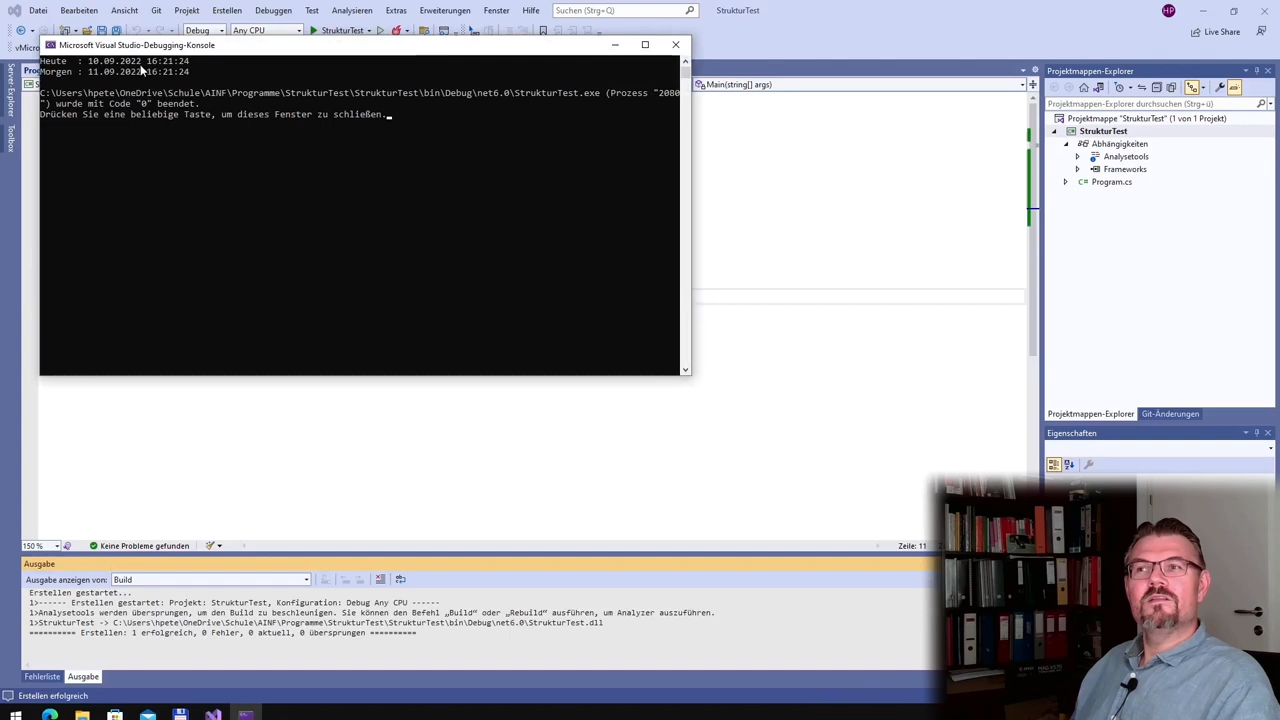 Datei Bearbeiten Ansicht Git Projekt Erstellen Debuggen Test Analysieren Extras Erweiterungen Fenster Hilfe Suchen (Strg+Q) StrukturTest HP
Debug Any CPU StrukturTest Live Share
Microsoft Visual Studio-Debugging-Konsole
Heute : 10.09.2022 16:21:24
Morgen : 11.09.2022 16:21:24
C:\Users\hpete\OneDrive\Schule\AINF\Programme\StrukturTest\StrukturTest\bin\Debug\net6.0\StrukturTest.exe (Prozess "2080
") wurde mit Code "0" beendet.
Drücken Sie eine beliebige Taste, um dieses Fenster zu schließen.
Main(string[] args)
Server-Explorer
Toolbox
Projektmappen-Explorer
Projektmappen-Explorer durchsuchen (Strg+ü)
Projektmappe "StrukturTest" (1 von 1 Projekt)
StrukturTest
Abhängigkeiten
Analysetools
Frameworks
Program.cs
Projektmappen-Explorer Git-Änderungen
Eigenschaften
150 % Keine Probleme gefunden Zeile: 11
Ausgabe
Ausgabe anzeigen von: Build
Erstellen gestartet...
1>------ Erstellen gestartet: Projekt: StrukturTest, Konfiguration: Debug Any CPU ------
1>Analysetools werden übersprungen, um den Build zu beschleunigen. Sie können den Befehl „Build" oder „Rebuild" ausführen, um Analyzer auszuführen.
1>StrukturTest -> C:\Users\hpete\OneDrive\Schule\AINF\Programme\StrukturTest\StrukturTest\bin\Debug\net6.0\StrukturTest.dll
========== Erstellen: 1 erfolgreich, 0 Fehler, 0 aktuell, 0 übersprungen ==========
Fehlerliste Ausgabe
Erstellen erfolgreich